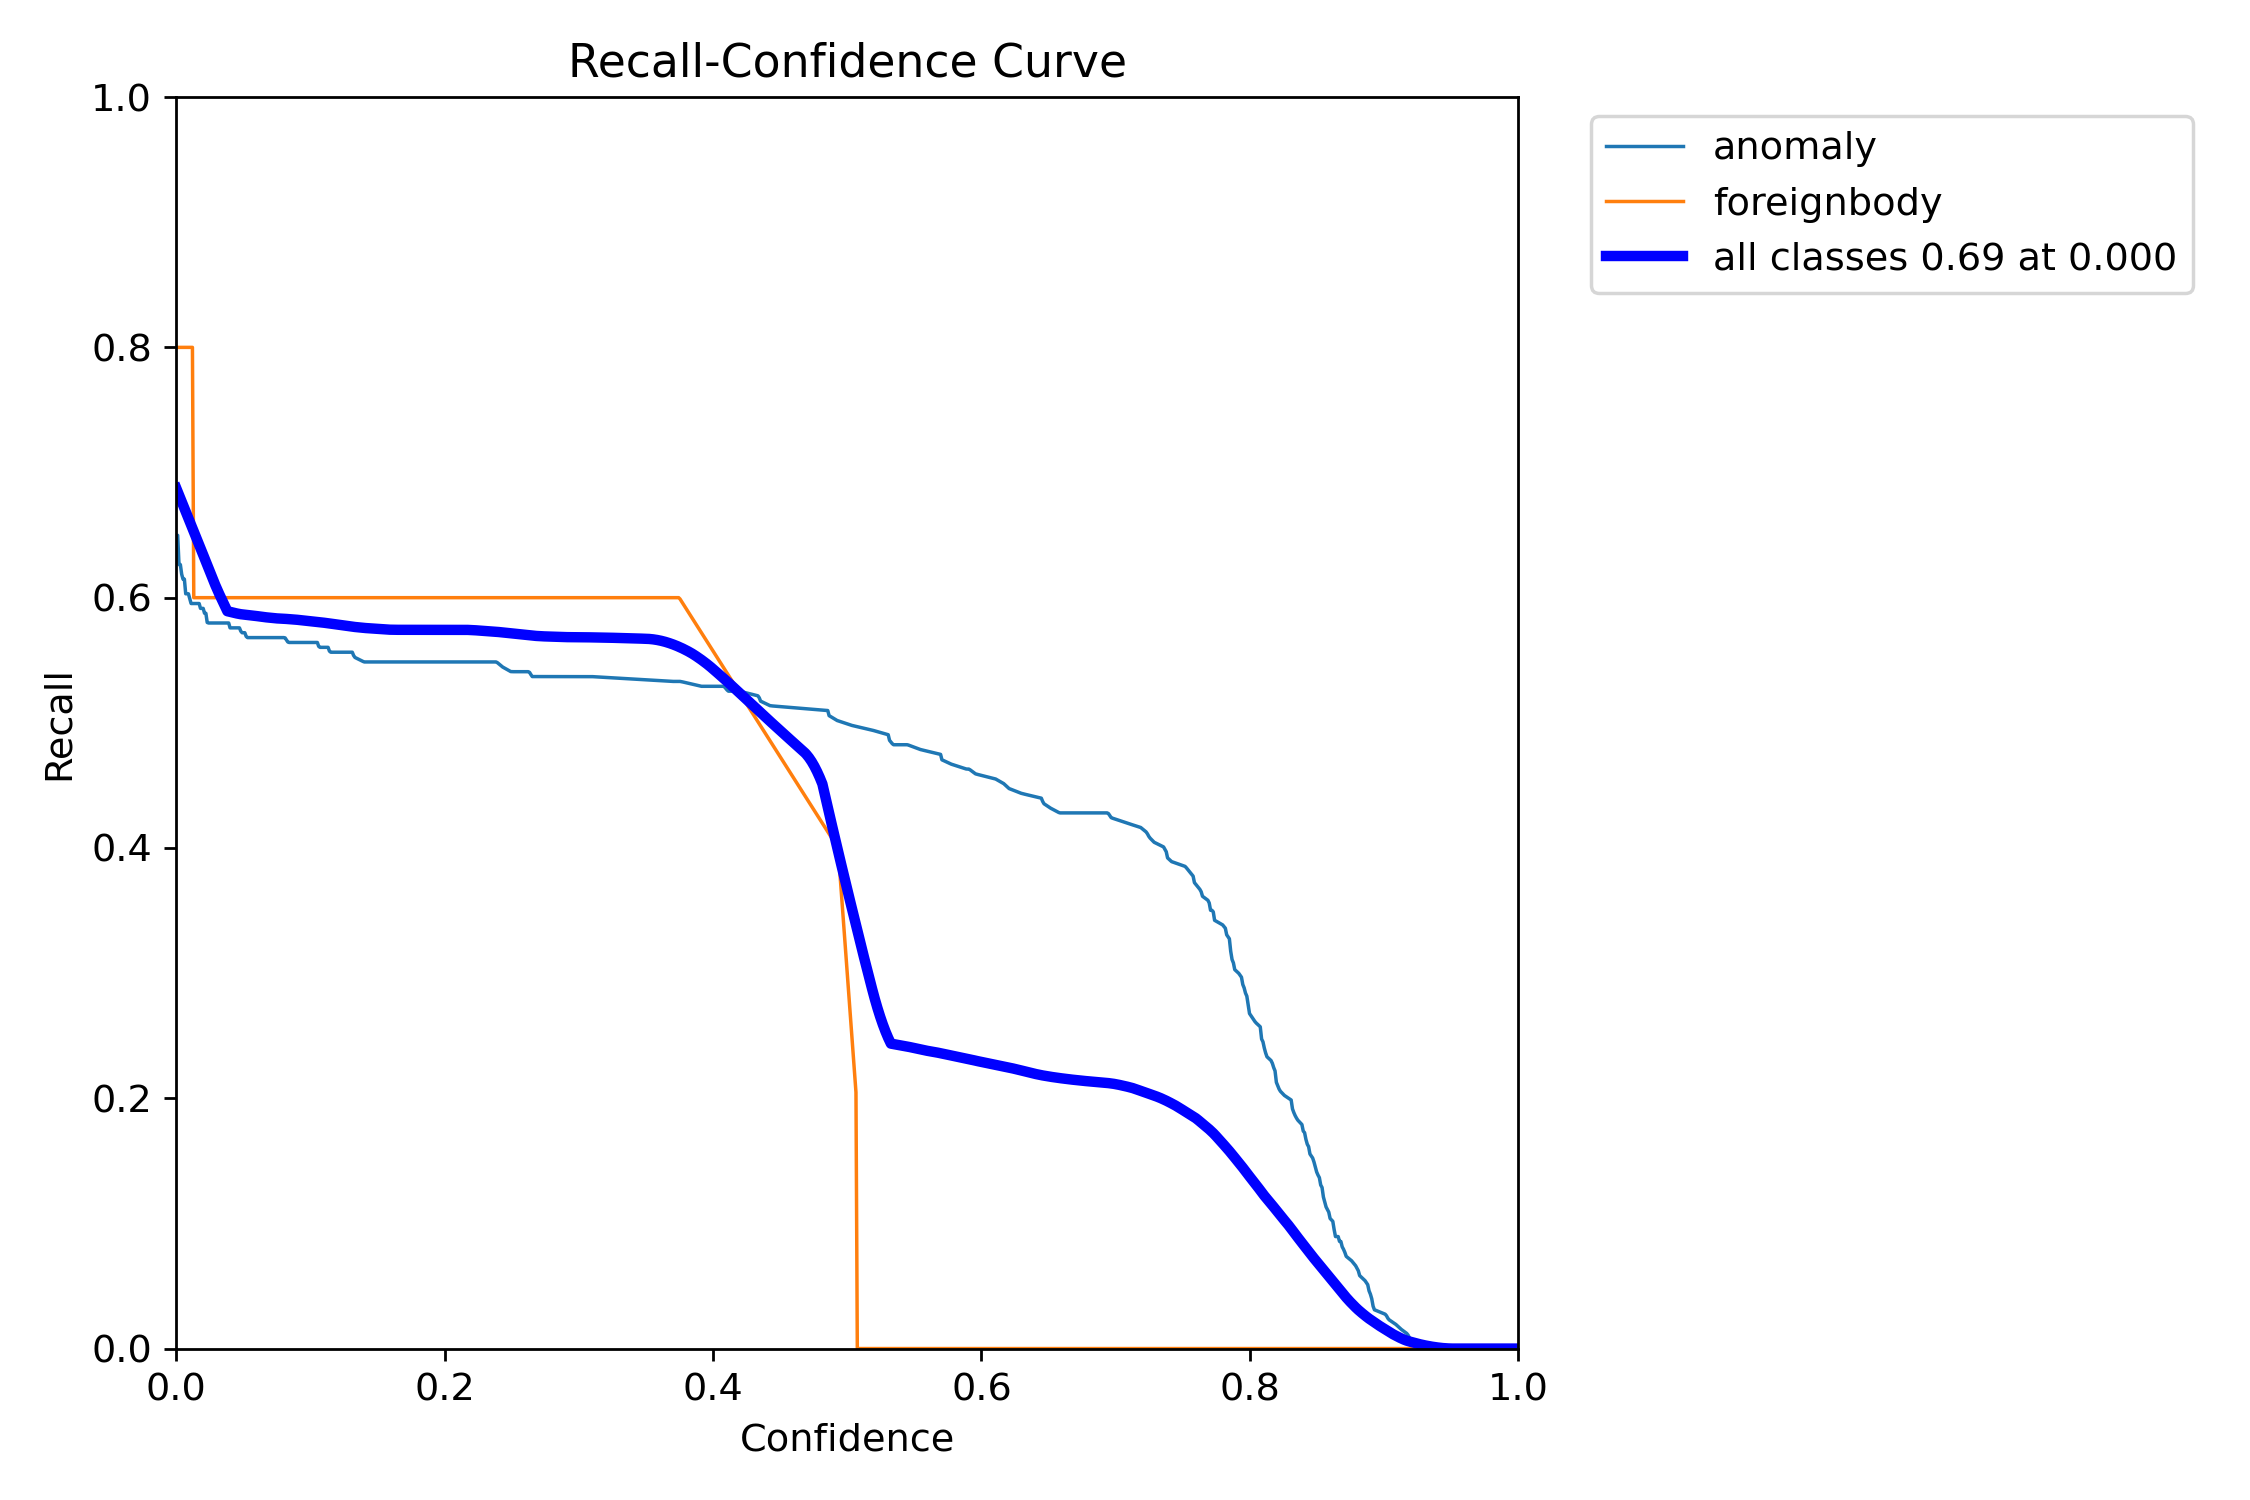 Recall-Confidence Curve
1.0
0.8
0.6
0.4
0.2
0.0
Recall
0.0 0.2 0.4 0.6 0.8 1.0
Confidence
anomaly
foreignbody
all classes 0.69 at 0.000